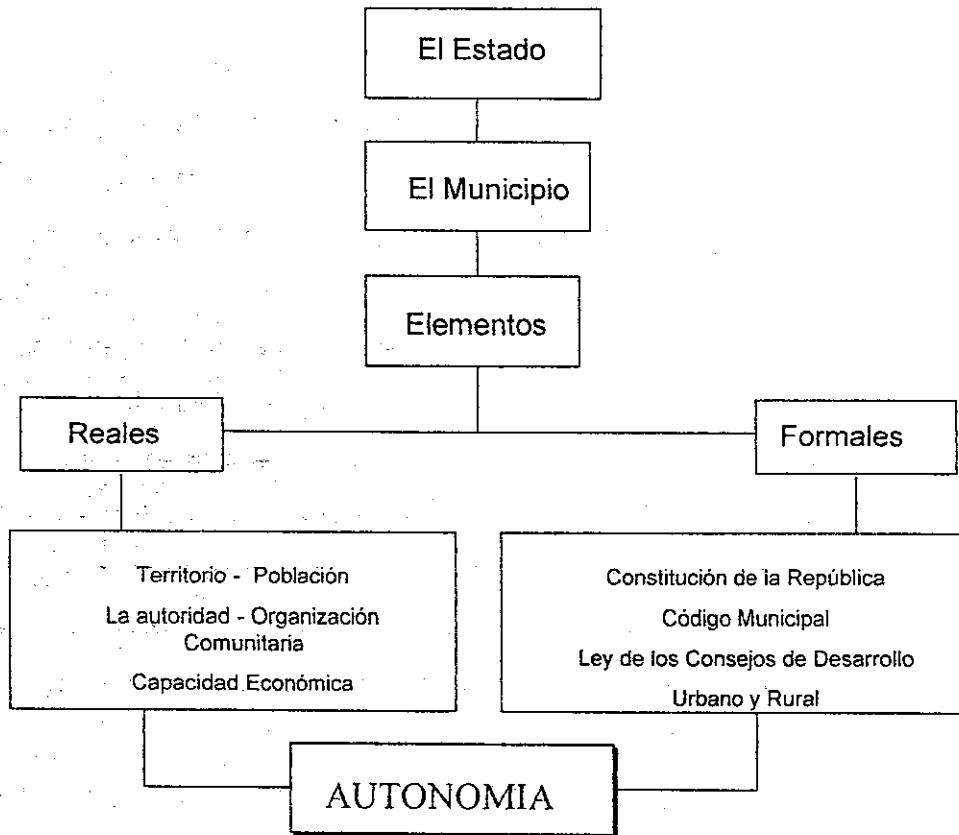 El Estado
El Municipio
Elementos
Reales
Formales
Territorio - Población
La autoridad - Organización
Comunitaria
Capacidad Económica
Constitución de la República
Código Municipal
Ley de los Consejos de Desarrollo
Urbano y Rural
AUTONOMIA